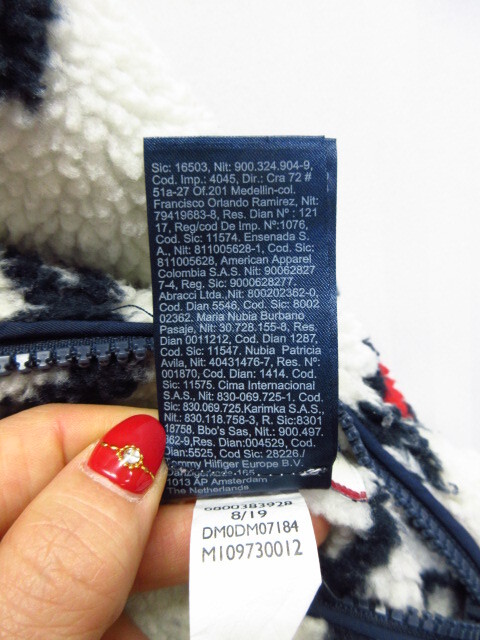 Sic: 16503, Nit: 900.324.904-9,
Cod. Imp.: 4045, Dir.: Cra 72 #
51a-27 Of.201 Medellin-col.
Francisco Orlando Ramirez, Nit:
79419683-8, Res. Dian Nº : 121
17, Reg/cod De Imp. Nº:1076,
Cod. Sic: 11574. Ensenada S.
A., Nit: 811005628-1, Cod. Sic:
811005628, American Apparel
Colombia S.A.S. Nit: 90062827
7-4, Reg. Sic: 9000628277
Abracci Ltda., Nit: 800202362-0,
Cod. Dian 5546, Cod. Sic: 8002
02362. Maria Nubia Burbano
Pasaje, Nit: 30.728.155-8, Res.
Dian 0011242, Cod. Dian 1287,
Cod. Sic: 11547, Nubia Patricia
Avila, Nit: 40431476-7, Res. Nº:
001870, Cod. Dian: 1414. Cod.
Sic: 11575. Cima Internacional
S.A.S., Nit: 830-069.725-1, Cod.
Sic: 830.069.725.Karimka S.A.S.,
Nit: 830.118.758-3, R. Sic:8301
18758. Bbo's Sas, Nit: 900.497.
962-9,Res. Dian:004529, Cod.
Dian: 5525, Cod. Sic: 28226./
Tommy Hilfiger Europe B.V.
165
1013 AP Amsterdam
The Netherlands
68000383928
8/19
DM0DM07184
M109730012